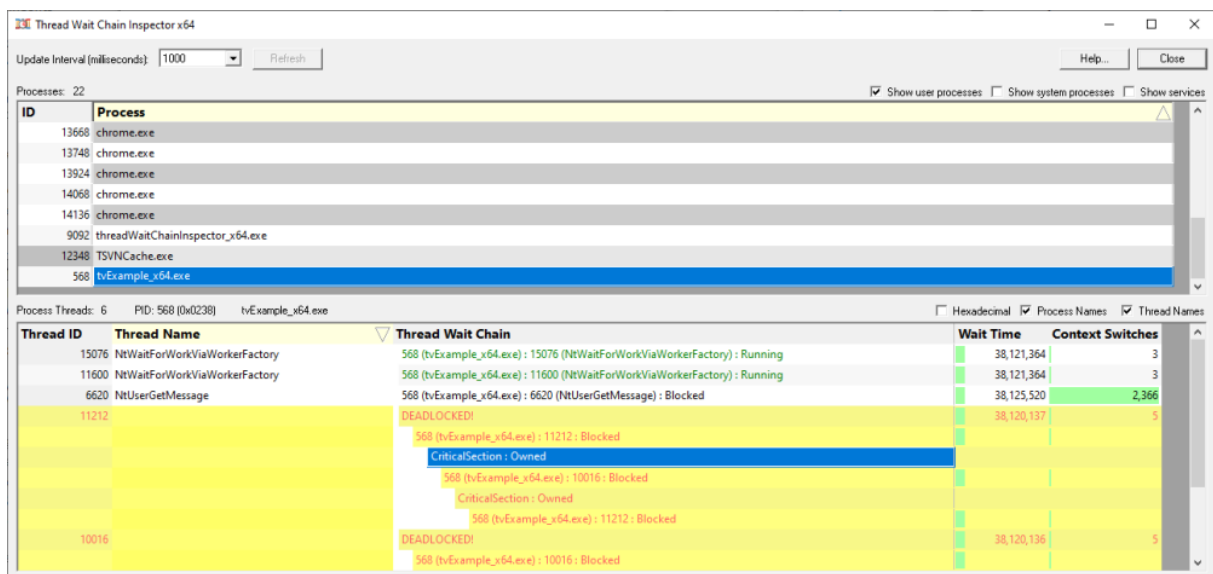 Thread Wait Chain Inspector x64
Update Interval (milliseconds): 1000 Refresh Help... Close
Processes: 22 Show user processes Show system processes Show services
ID Process
13668 chrome.exe
13748 chrome.exe
13924 chrome.exe
14068 chrome.exe
14136 chrome.exe
9092 threadWaitChainInspector_x64.exe
12348 TSVNCache.exe
568 tvExample_x64.exe
Process Threads: 6 PID: 568 (0x0238) tvExample_x64.exe Hexadecimal Process Names Thread Names
Thread ID Thread Name Thread Wait Chain Wait Time Context Switches
15076 NtWaitForWorkViaWorkerFactory 568 (tvExample_x64.exe) : 15076 (NtWaitForWorkViaWorkerFactory) : Running 38,121,364 3
11600 NtWaitForWorkViaWorkerFactory 568 (tvExample_x64.exe) : 11600 (NtWaitForWorkViaWorkerFactory) : Running 38,121,364 3
6620 NtUserGetMessage 568 (tvExample_x64.exe) : 6620 (NtUserGetMessage) : Blocked 38,125,520 2,366
11212 DEADLOCKED! 38,120,137 5
568 (tvExample_x64.exe) : 11212 : Blocked
CriticalSection : Owned
568 (tvExample_x64.exe) : 10016 : Blocked
CriticalSection : Owned
568 (tvExample_x64.exe) : 11212 : Blocked
10016 DEADLOCKED! 38,120,136 5
568 (tvExample_x64.exe) : 10016 : Blocked